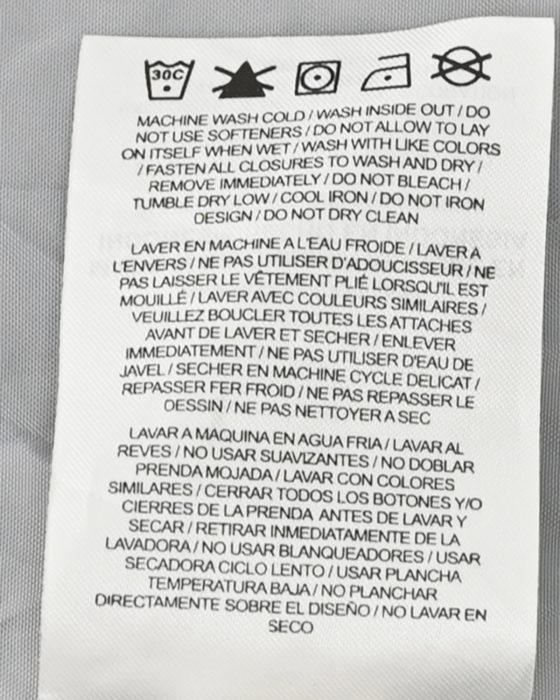 30C
MACHINE WASH COLD / WASH INSIDE OUT / DO
NOT USE SOFTENERS / DO NOT ALLOW TO LAY
ON ITSELF WHEN WET / WASH WITH LIKE COLORS
/ FASTEN ALL CLOSURES TO WASH AND DRY /
REMOVE IMMEDIATELY / DO NOT BLEACH /
TUMBLE DRY LOW / COOL IRON / DO NOT IRON
DESIGN / DO NOT DRY CLEAN
LAVER EN MACHINE A L'EAU FROIDE / LAVER A
L'ENVERS / NE PAS UTILISER D'ADOUCISSEUR / NE
PAS LAISSER LE VÊTEMENT PLIÉ LORSQU'IL EST
MOUILLÉ / LAVER AVEC COULEURS SIMILAIRES /
VEUILLEZ BOUCLER TOUTES LES ATTACHES
AVANT DE LAVER ET SECHER / ENLEVER
IMMEDIATEMENT / NE PAS UTILISER D'EAU DE
JAVEL / SECHER EN MACHINE CYCLE DELICAT /
REPASSER FER FROID / NE PAS REPASSER LE
DESSIN / NE PAS NETTOYER A SEC
LAVAR A MAQUINA EN AGUA FRIA / LAVAR AL
REVES / NO USAR SUAVIZANTES / NO DOBLAR
PRENDA MOJADA / LAVAR CON COLORES
SIMILARES / CERRAR TODOS LOS BOTONES Y/O
CIERRES DE LA PRENDA ANTES DE LAVAR Y
SECAR / RETIRAR INMEDIATAMENTE DE LA
LAVADORA / NO USAR BLANQUEADORES / USAR
SECADORA CICLO LENTO / USAR PLANCHA
TEMPERATURA BAJA / NO PLANCHAR
DIRECTAMENTE SOBRE EL DISEÑO / NO LAVAR EN
SECO